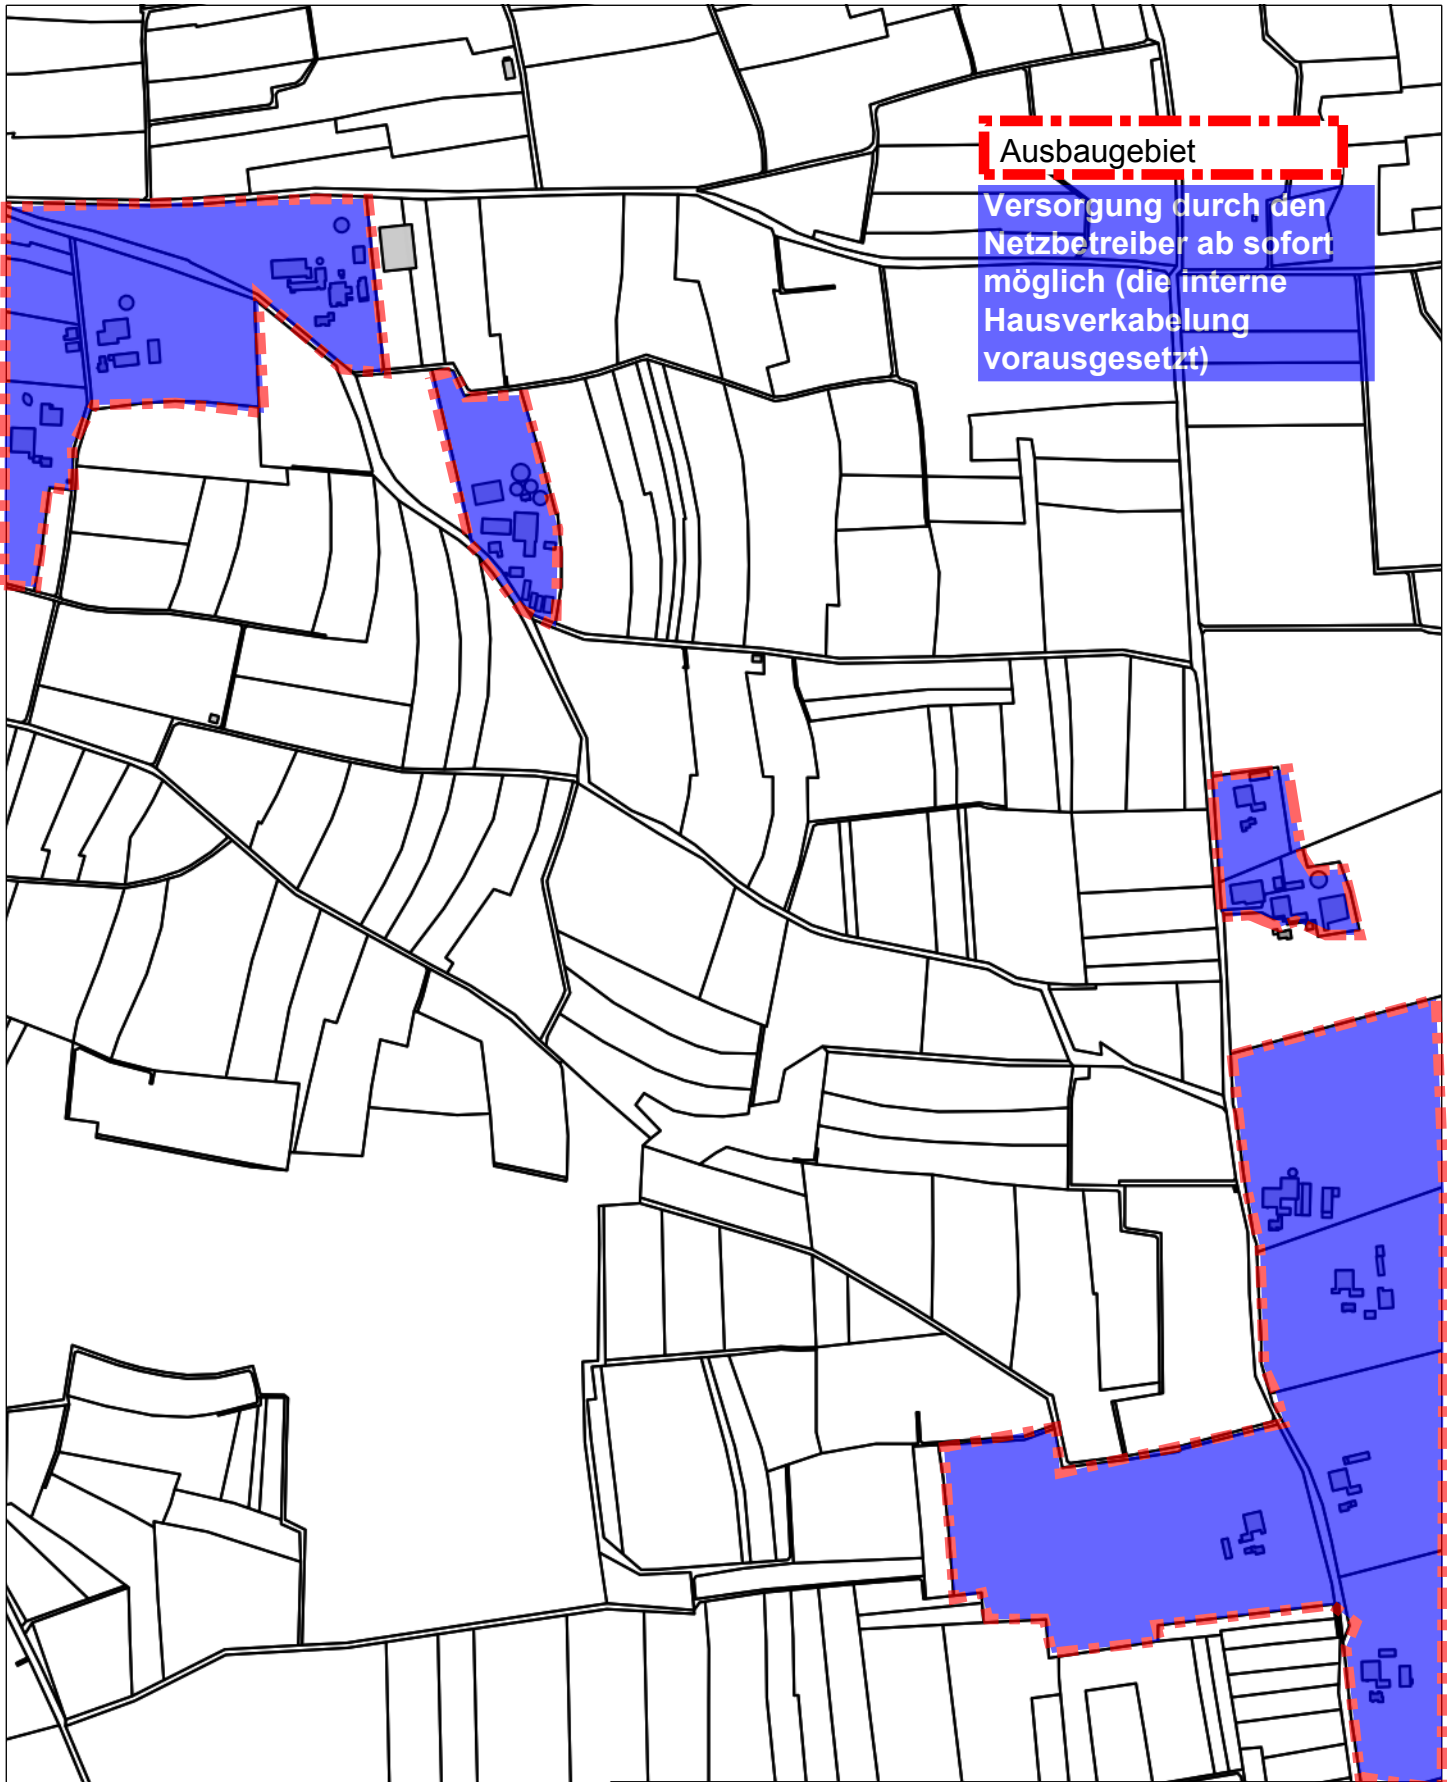 Ausbaugebiet
Versorgung durch den
Netzbetreiber ab sofort
möglich (die interne
Hausverkabelung
vorausgesetzt)